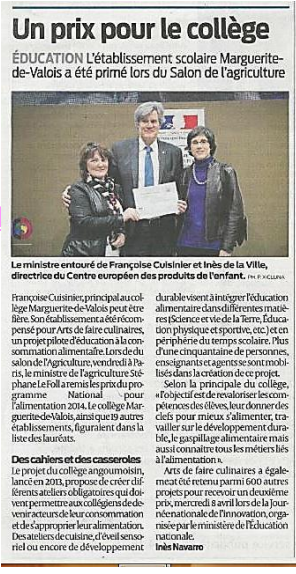 Un prix pour le collège
ÉDUCATION L'établissement scolaire Marguerite-
de-Valois a été primé lors du Salon de l'agriculture
Le ministre entouré de Françoise Cuisinier et Inès de la Ville,
directrice du Centre européen des produits de l'enfant. PH. P. XICLUNA
Françoise Cuisinier, principal au col
lège Marguerite-de-Valois peut être
fière. Son établissement a été récom-
pensé pour Arts de faire culinaires,
un projet pilote d'éducation à la con-
sommation alimentaire. Lors de du
salon de l'Agriculture, vendredi à Pa-
ris, le ministre de l'agriculture Sté-
phane Le Foll a remis les prix du pro-
gramme National pour
l'alimentation 2014. Le collège Mar-
guerite-de-Valois, ainsi que 19 autres
établissements, figuraient dans la
liste des lauréats.
Des cahiers et des casseroles
Le projet du collège angoumoisin,
lancé en 2013, propose de créer dif-
férents ateliers obligatoires qui doi-
vent permettre aux collégiens de de-
venir acteurs de leur consommation
et de s'approprier leur alimentation.
Des ateliers de cuisine, d'éveil senso-
riel ou encore de développement
durable visent à intégrer l'éducation
alimentaire dans différentes matiè-
res (Science et vie de la Terre, Éduca-
tion physique et sportive, etc.) et en
périphérie du temps scolaire. Plus
d'une cinquantaine de personnes,
enseignants et agents se sont mobi-
lisés dans la création de ce projet.
Selon la principale du collège,
« l'objectif est de revaloriser les com-
pétences des élèves, leur donner des
clefs pour mieux s'alimenter, tra-
vailler sur le développement dura-
ble, le gaspillage alimentaire mais
aussi connaître tous les métiers liés
à l'alimentation ».
Arts de faire culinaires a égale-
ment été retenu parmi 600 autres
projets pour recevoir un deuxième
prix, mercredi 8 avril lors de la Jour-
née nationale de l'Innovation, orga-
nisée par le ministère de l'Éducation
nationale.
Inès Navarro